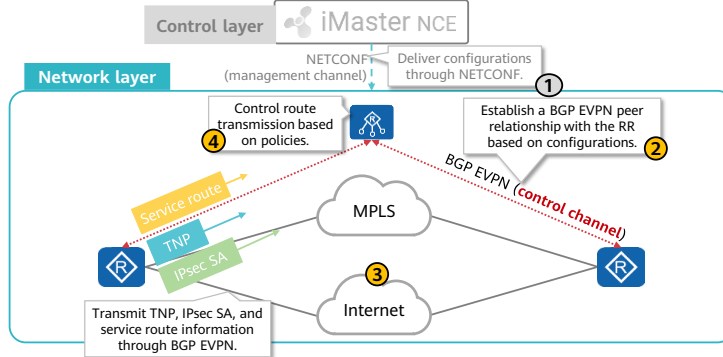 Control layer
iMaster NCE
NETCONF
(management channel)
Deliver configurations
through NETCONF.
1
Network layer
Control route
transmission based
on policies.
4
R
Establish a BGP EVPN peer
relationship with the RR
based on configurations.
2
BGP EVPN (control channel)
Service route
TNP
IPsec SA
MPLS
R
R
3
Internet
Transmit TNP, IPsec SA, and
service route information
through BGP EVPN.